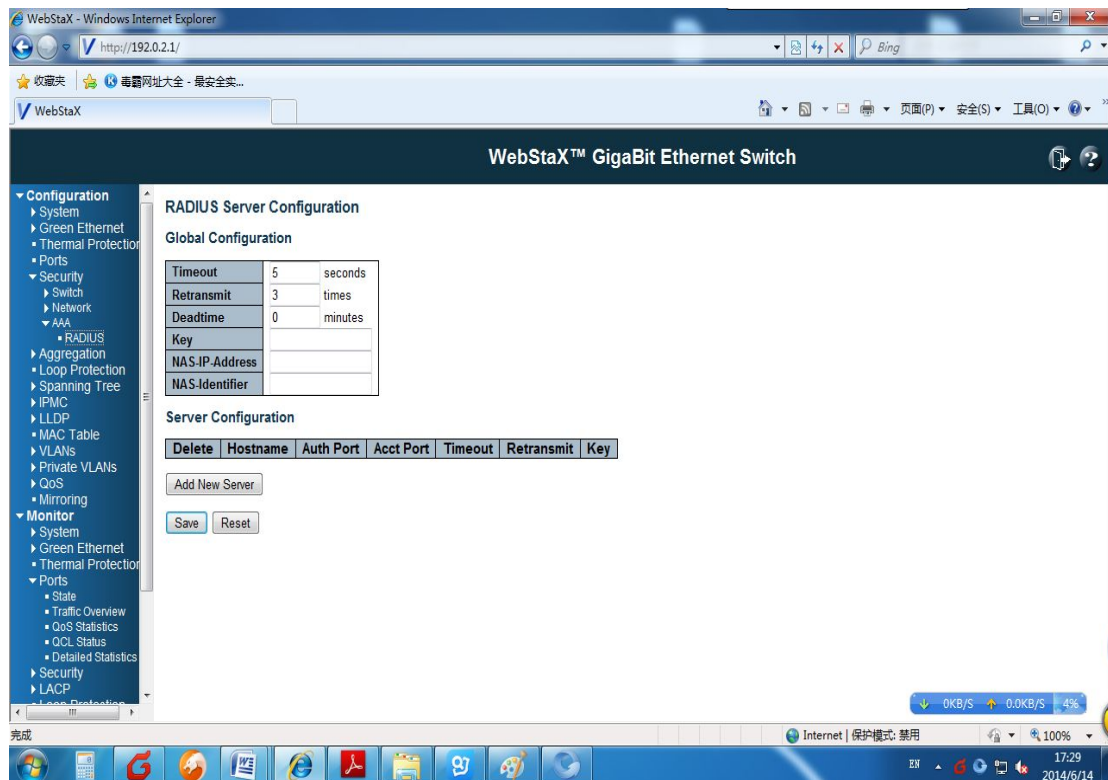 WebStaX - Windows Internet Explorer
http://192.0.2.1/
Bing
收藏夹
毒霸网址大全 - 最安全实...
WebStaX
页面(P)
安全(S)
工具(O)
WebStaX™ GigaBit Ethernet Switch
Configuration
System
Green Ethernet
Thermal Protection
Ports
Security
Switch
Network
AAA
RADIUS
Aggregation
Loop Protection
Spanning Tree
IPMC
LLDP
MAC Table
VLANs
Private VLANs
QoS
Mirroring
Monitor
System
Green Ethernet
Thermal Protection
Ports
State
Traffic Overview
QoS Statistics
QCL Status
Detailed Statistics
Security
LACP
Loop Protection
RADIUS Server Configuration
Global Configuration
Timeout 5 seconds
Retransmit 3 times
Deadtime 0 minutes
Key
NAS-IP-Address
NAS-Identifier
Server Configuration
Delete Hostname Auth Port Acct Port Timeout Retransmit Key
Add New Server
Save Reset
0KB/S 0.0KB/S 4%
完成
Internet | 保护模式: 禁用
100%
EN
17:29
2014/6/14